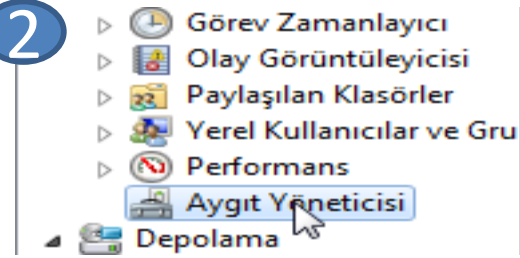 2
Görev Zamanlayıcı
Olay Görüntüleyicisi
Paylaşılan Klasörler
Yerel Kullanıcılar ve Gru
Performans
Aygıt Yöneticisi
Depolama